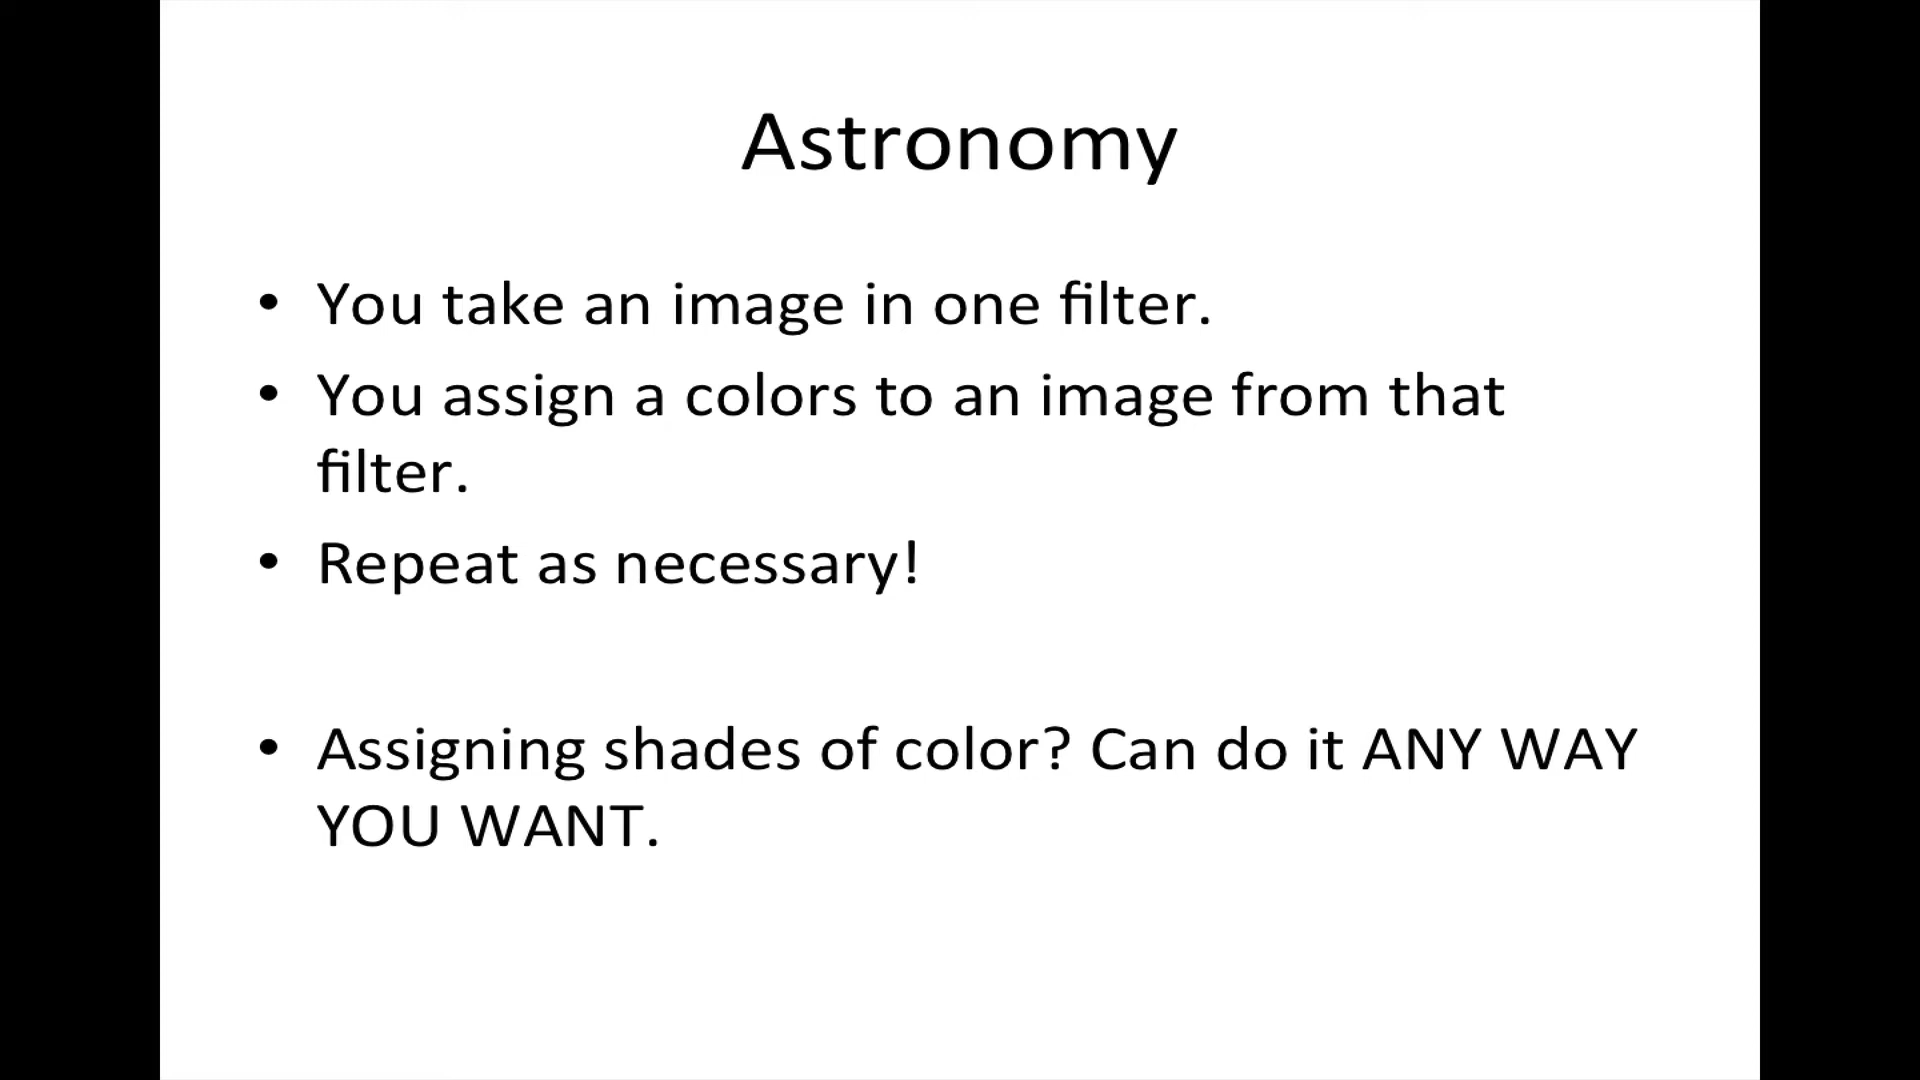 Astronomy
• You take an image in one filter.
• You assign a colors to an image from that
filter.
• Repeat as necessary!
• Assigning shades of color? Can do it ANY WAY
YOU WANT.